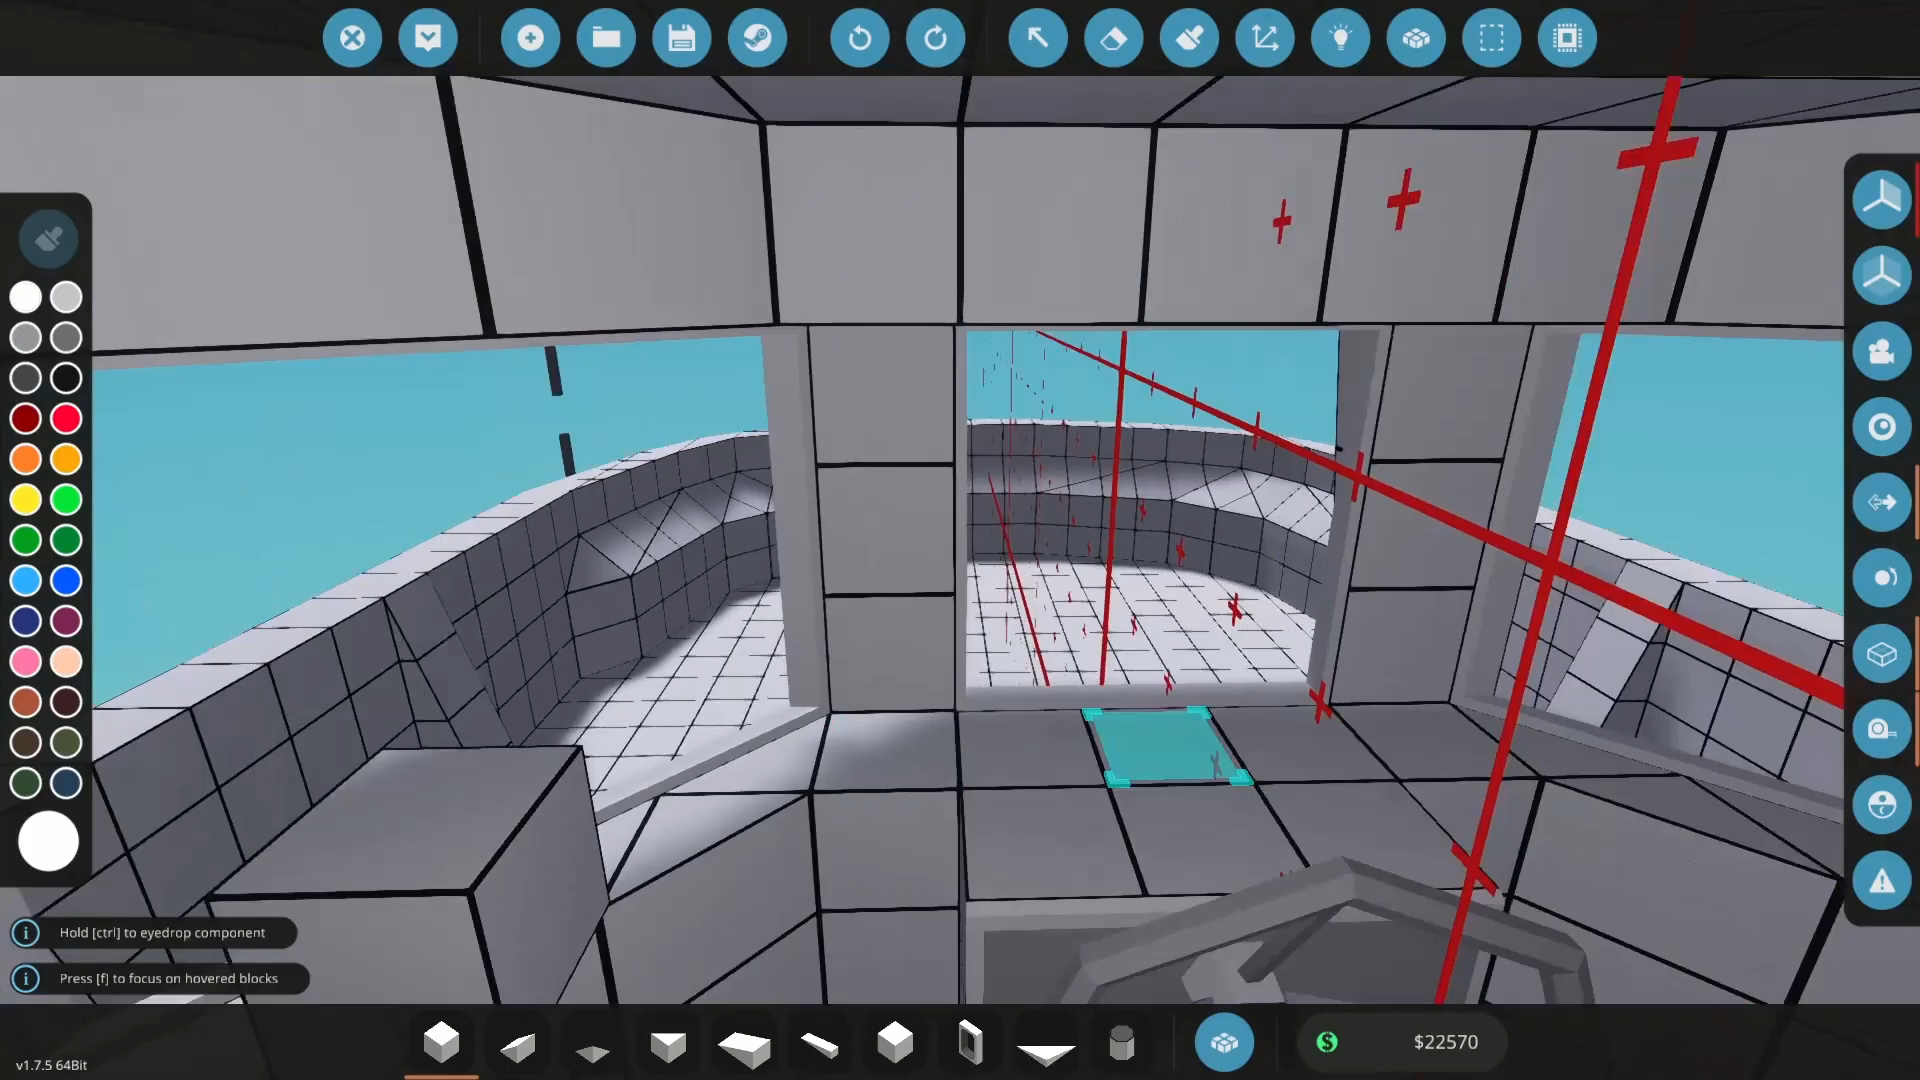 Hold [ctrl] to eyedrop component
Press [f] to focus on hovered blocks
$22570
v1.7.5 64Bit